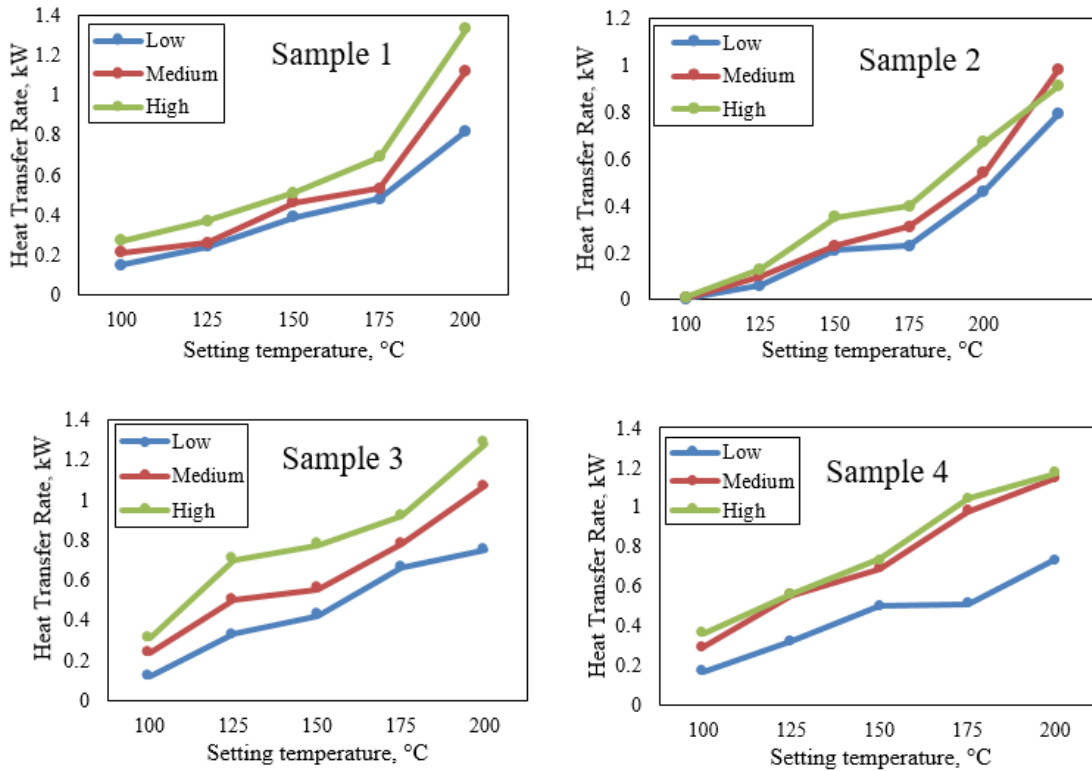 Heat Transfer Rate, kW
1.4
1.2
1
0.8
0.6
0.4
0.2
0
Low
Medium
High
Sample 1
100 125 150 175 200
Setting temperature, °C
Heat Transfer Rate, kW
1.2
1
0.8
0.6
0.4
0.2
0
Low
Medium
High
Sample 2
100 125 150 175 200
Setting temperature, °C
Heat Transfer Rate, kW
1.4
1.2
1
0.8
0.6
0.4
0.2
0
Low
Medium
High
Sample 3
100 125 150 175 200
Setting temperature, °C
Heat Transfer Rate, kW
1.4
1.2
1
0.8
0.6
0.4
0.2
0
Low
Medium
High
Sample 4
100 125 150 175 200
Setting temperature, °C